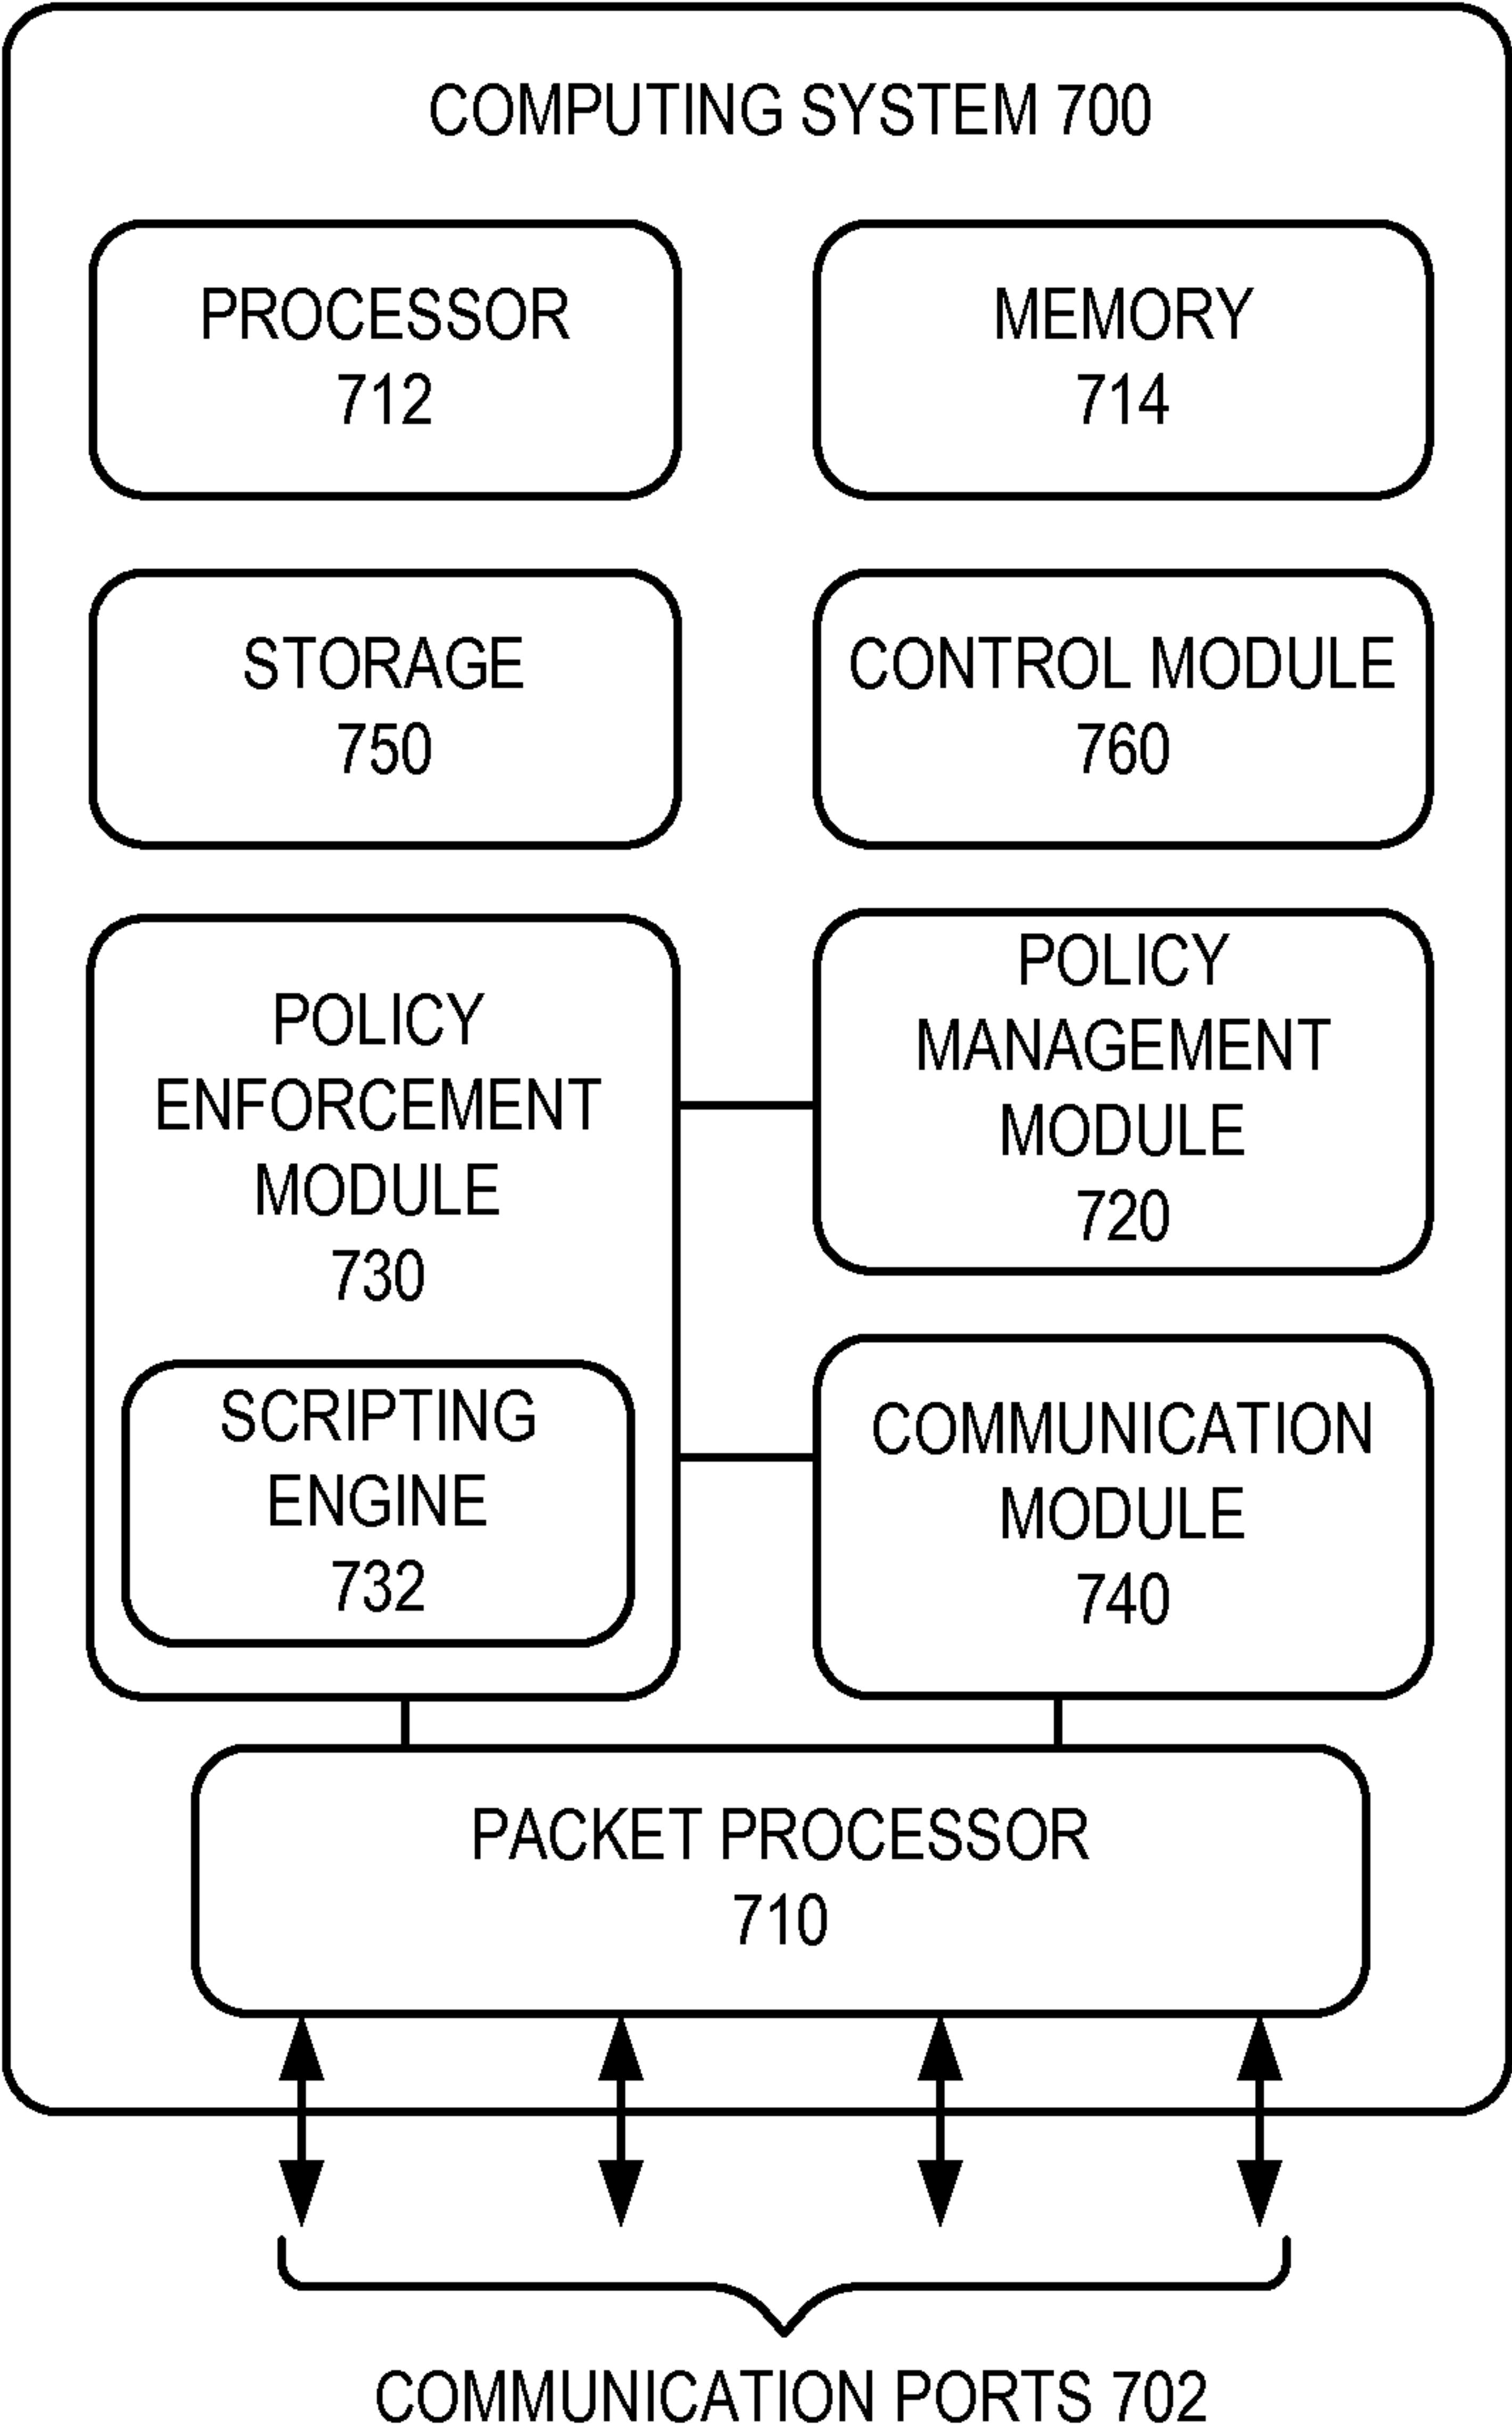 COMPUTING SYSTEM 700
PROCESSOR
712
MEMORY
714
STORAGE
750
CONTROL MODULE
760
POLICY
ENFORCEMENT
MODULE
730
SCRIPTING
ENGINE
732
POLICY
MANAGEMENT
MODULE
720
COMMUNICATION
MODULE
740
PACKET PROCESSOR
710
COMMUNICATION PORTS 702